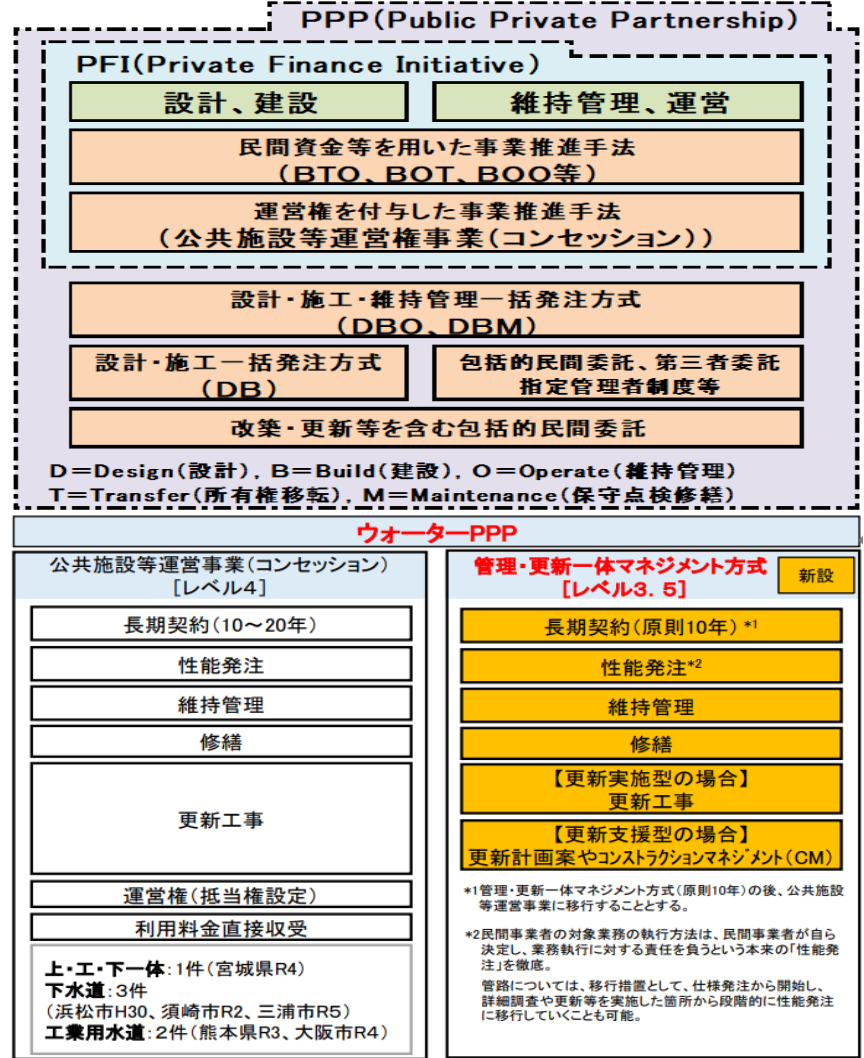 PPP(Public Private Partnership)
PFI(Private Finance Initiative)
設計、建設
維持管理、運営
民間資金等を用いた事業推進手法
(BTO、BOT、BOO等)
運営権を付与した事業推進手法
(公共施設等運営権事業(コンセッション))
設計・施工・維持管理一括発注方式
(DBO、DBM)
設計・施工一括発注方式
(DB)
包括的民間委託、第三者委託
指定管理者制度等
改築・更新等を含む包括的民間委託
D=Design(設計), B=Build(建設), O=Operate(維持管理)
T=Transfer(所有権移転), M=Maintenance(保守点検修繕)
ウォーターPPP
公共施設等運営事業(コンセッション)
[レベル4]
長期契約(10~20年)
性能発注
維持管理
修繕
更新工事
運営権(抵当権設定)
利用料金直接収受
上・工・下一体:1件(宮城県R4)
下水道:3件
(浜松市H30、須崎市R2、三浦市R5)
工業用水道:2件(熊本県R3、大阪市R4)
管理・更新一体マネジメント方式
[レベル3.5]
新設
長期契約(原則10年)*1
性能発注*2
維持管理
修繕
【更新実施型の場合】
更新工事
【更新支援型の場合】
更新計画案やコンストラクションマネジメント(CM)
*1管理・更新一体マネジメント方式(原則10年)の後、公共施設
等運営事業に移行することとする。
*2民間事業者の対象業務の執行方法は、民間事業者が自ら
決定し、業務執行に対する責任を負うという本来の「性能発
注」を徹底。
管路については、移行措置として、仕様発注から開始し、
詳細調査や更新等を実施した箇所から段階的に性能発注
に移行していくことも可能。